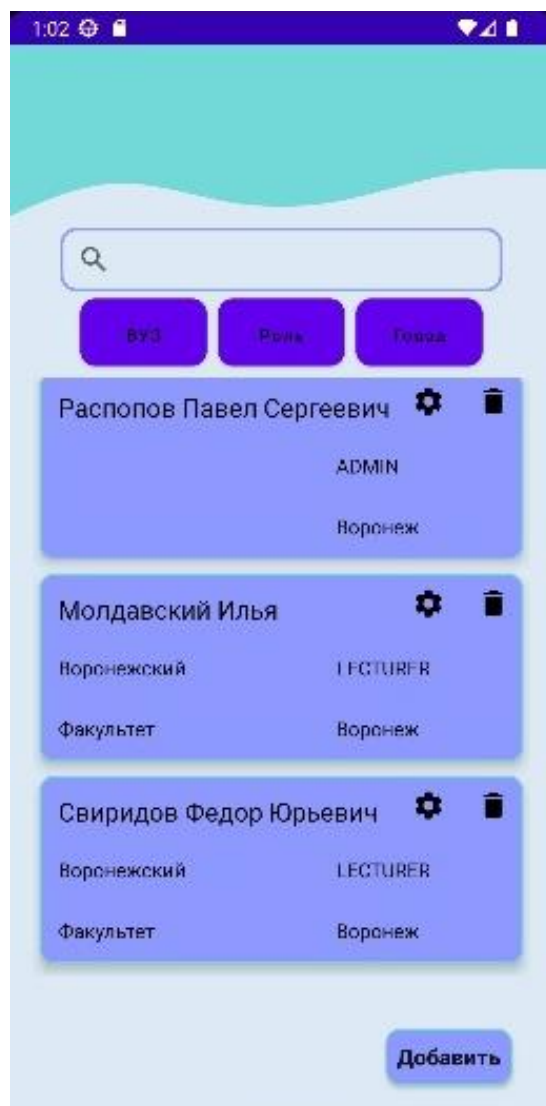 1:02
ВУЗ Роль Город
Распопов Павел Сергеевич
ADMIN
Воронеж
Молдавский Илья
Воронежский LECTURER
Факультет Воронеж
Свиридов Федор Юрьевич
Воронежский LECTURER
Факультет Воронеж
Добавить